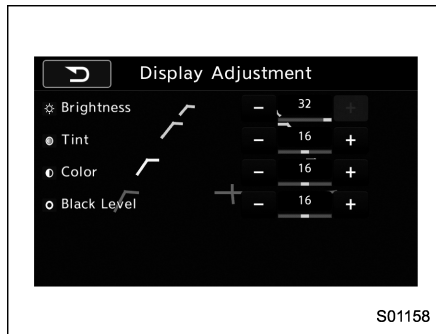 Display Adjustment
Brightness - 32 +
Tint - 16 +
Color - 16 +
Black Level - 16 +
S01158